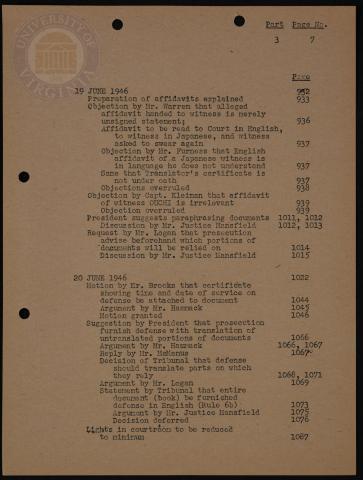 UNIVERSITY OF VIRGINIA
Part Page No.
3 7
Page
19 JUNE 1946 932
Preparation of affidavits explained 933
Objection by Mr. Warren that alleged
affidavit handed to witness is merely
unsigned statement; 936
Affidavit to be read to Court in English,
to witness in Japanese, and witness
asked to swear again 937
Objection by Mr. Furness that English
affidavit of a Japanese witness is
in language he does not understand 937
Same that Translator's certificate is
not under oath 937
Objections overruled 938
Objection by Capt. Kleiman that affidavit
of witness OUCHI is irrelevant 939
Objection overruled 939
President suggests paraphrasing documents 1011, 1012
Discussion by Mr. Justice Mansfield 1012, 1013
Request by Mr. Logan that prosecution
advise beforehand which portions of
documents will be relied on 1014
Discussion by Mr. Justice Mansfield 1015
20 JUNE 1946 1022
Motion by Mr. Brooks that certifidate
showing time and date of service on
defense be attached to document 1044
Argument by Mr. Hammack 1045
Motion granted 1046
Suggestion by President that prosecution
furnish defense with translation of
untranslated portions of documents 1066
Argument by Mr. Hammack 1066, 1067
Reply by Mr. McManus 1067
Decision of Tribunal that defense
should translate parts on which
they rely 1068, 1071
Argument by Mr. Logan 1069
Statement by Tribunal that entire
document (book) be furnished
defense in English (Rule 6b) 1073
Argument by Mr. Justice Mansfield 1075
Decision deferred 1076
Lights in courtroom to be reduced
to minimum 1087